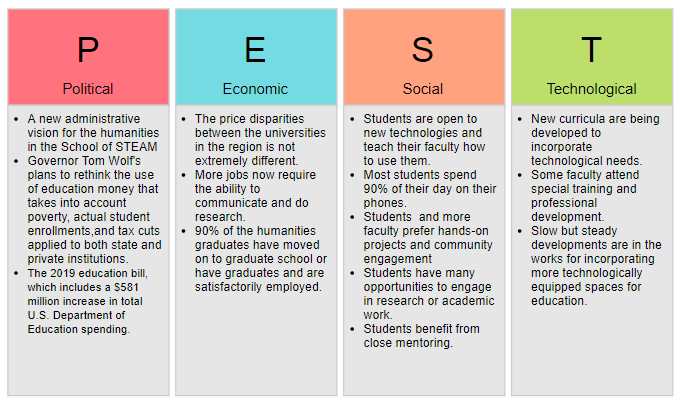 P
Political
• A new administrative
vision for the humanities
in the School of STEAM
• Governor Tom Wolf's
plans to rethink the use
of education money that
takes into account
poverty, actual student
enrollments,and tax cuts
applied to both state and
private institutions.
• The 2019 education bill,
which includes a $581
million increase in total
U.S. Department of
Education spending.
E
Economic
• The price disparities
between the universities
in the region is not
extremely different.
• More jobs now require
the ability to
communicate and do
research.
• 90% of the humanities
graduates have moved
on to graduate school or
have graduates and are
satisfactorily employed.
S
Social
• Students are open to
new technologies and
teach their faculty how
to use them.
• Most students spend
90% of their day on their
phones.
• Students and more
faculty prefer hands-on
projects and community
engagement
• Students have many
opportunities to engage
in research or academic
work.
• Students benefit from
close mentoring.
T
Technological
• New curricula are being
developed to
incorporate
technological needs.
• Some faculty attend
special training and
professional
development.
• Slow but steady
developments are in the
works for incorporating
more technologically
equipped spaces for
education.